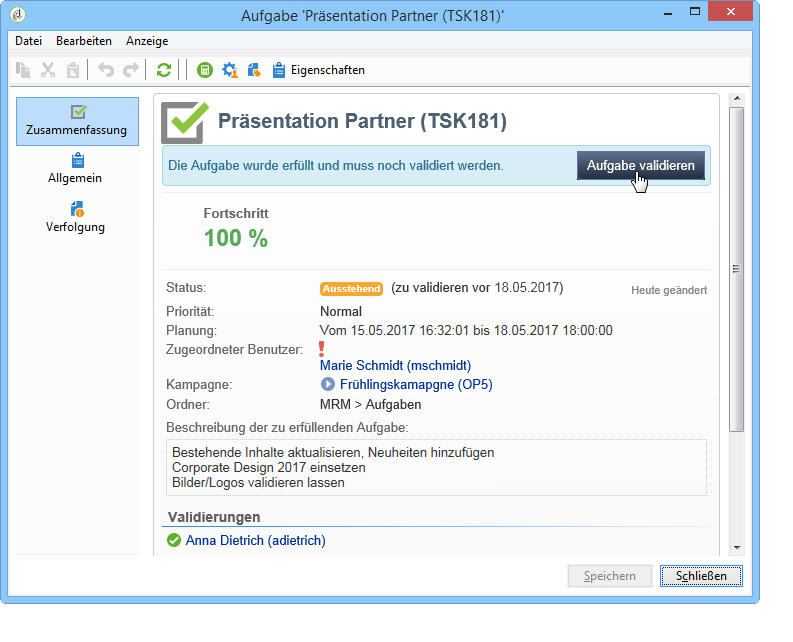 Aufgabe 'Präsentation Partner (TSK181)'
Datei Bearbeiten Anzeige
Eigenschaften
Zusammenfassung
Allgemein
Verfolgung
Präsentation Partner (TSK181)
Die Aufgabe wurde erfüllt und muss noch validiert werden. Aufgabe validieren
Fortschritt
100 %
Status: Ausstehend (zu validieren vor 18.05.2017) Heute geändert
Priorität: Normal
Planung: Vom 15.05.2017 16:32:01 bis 18.05.2017 18:00:00
Zugeordneter Benutzer:
Marie Schmidt (mschmidt)
Kampagne: Frühlingskamapgne (OP5)
Ordner: MRM > Aufgaben
Beschreibung der zu erfüllenden Aufgabe:
Bestehende Inhalte aktualisieren, Neuheiten hinzufügen
Corporate Design 2017 einsetzen
Bilder/Logos validieren lassen
Validierungen
Anna Dietrich (adietrich)
Speichern Schließen